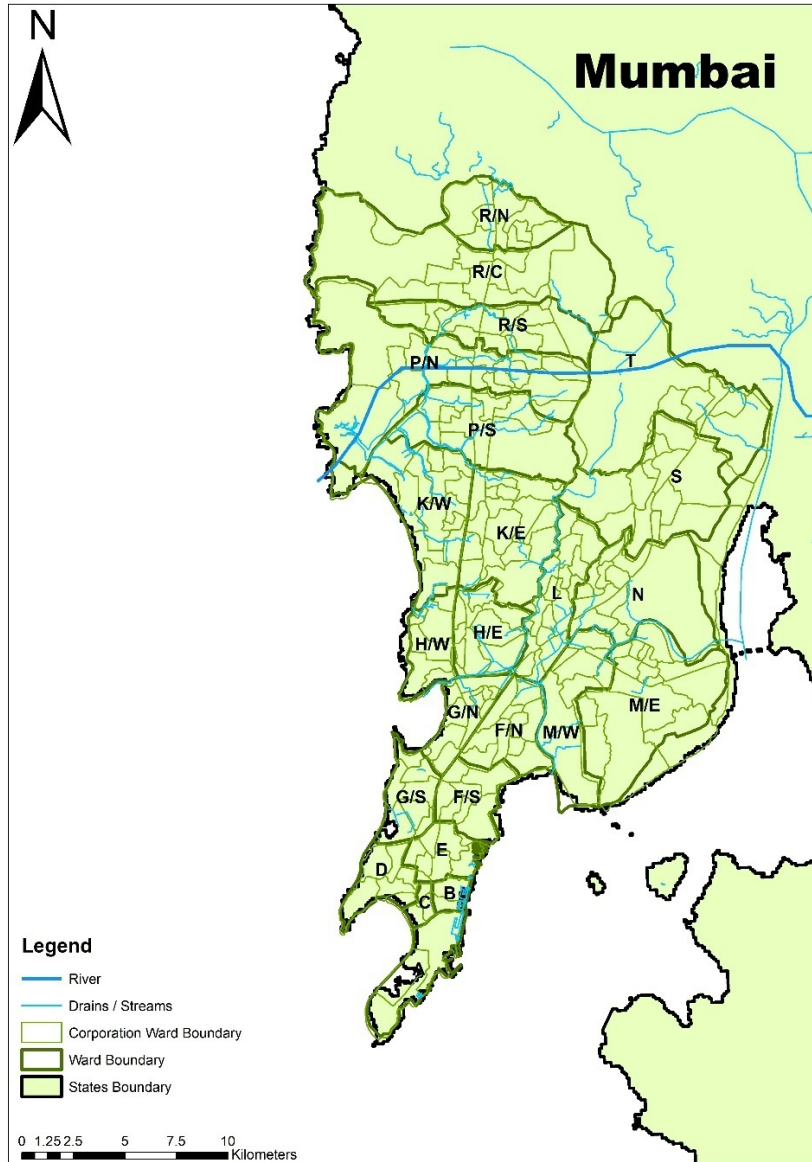 N
Mumbai
R/N
R/C
R/S
P/N
T
P/S
S
K/W
K/E
L
N
H/W
H/E
G/N
F/N
M/W
M/E
G/S
F/S
E
D
B
C
A
Legend
River
Drains / Streams
Corporation Ward Boundary
Ward Boundary
States Boundary
0 1.25 2.5 5 7.5 10
Kilometers